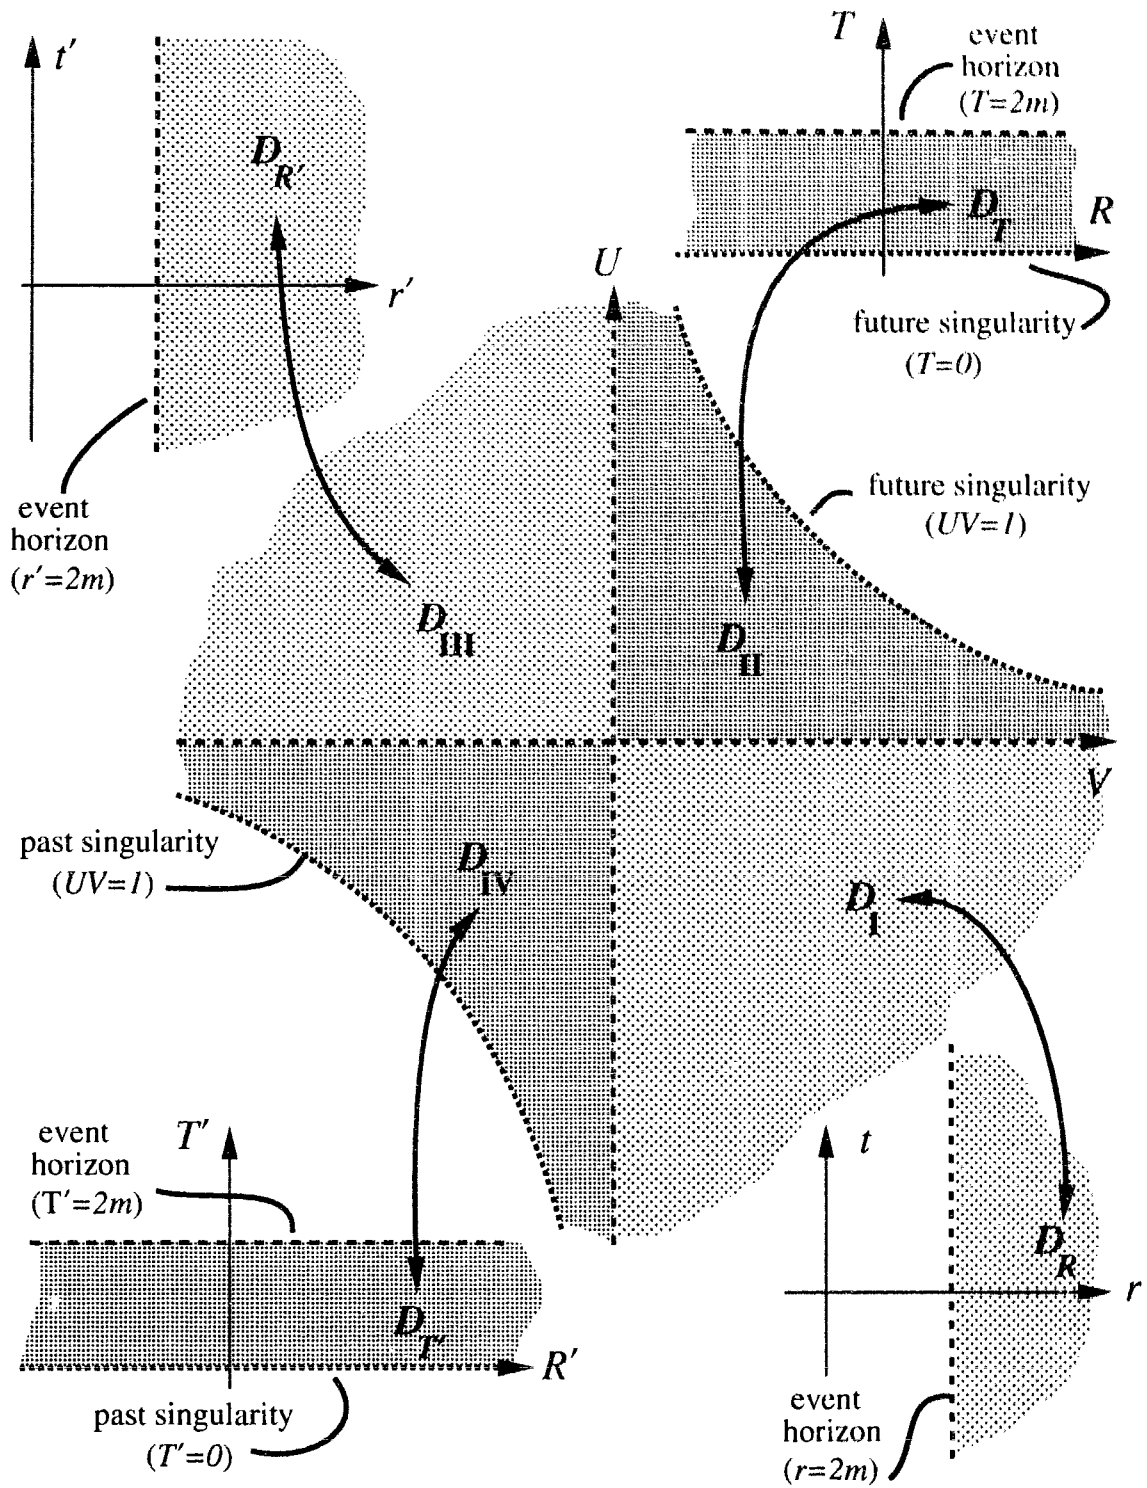 t′
D_R′
r′
event
horizon
(r′=2m)
T
event
horizon
(T=2m)
D_T
R
future singularity
(T=0)
U
future singularity
(UV=1)
D_III
D_II
V
past singularity
(UV=1)
D_IV
D_I
event
horizon
(T′=2m)
T′
D_T′
R′
past singularity
(T′=0)
t
D_R
r
event
horizon
(r=2m)